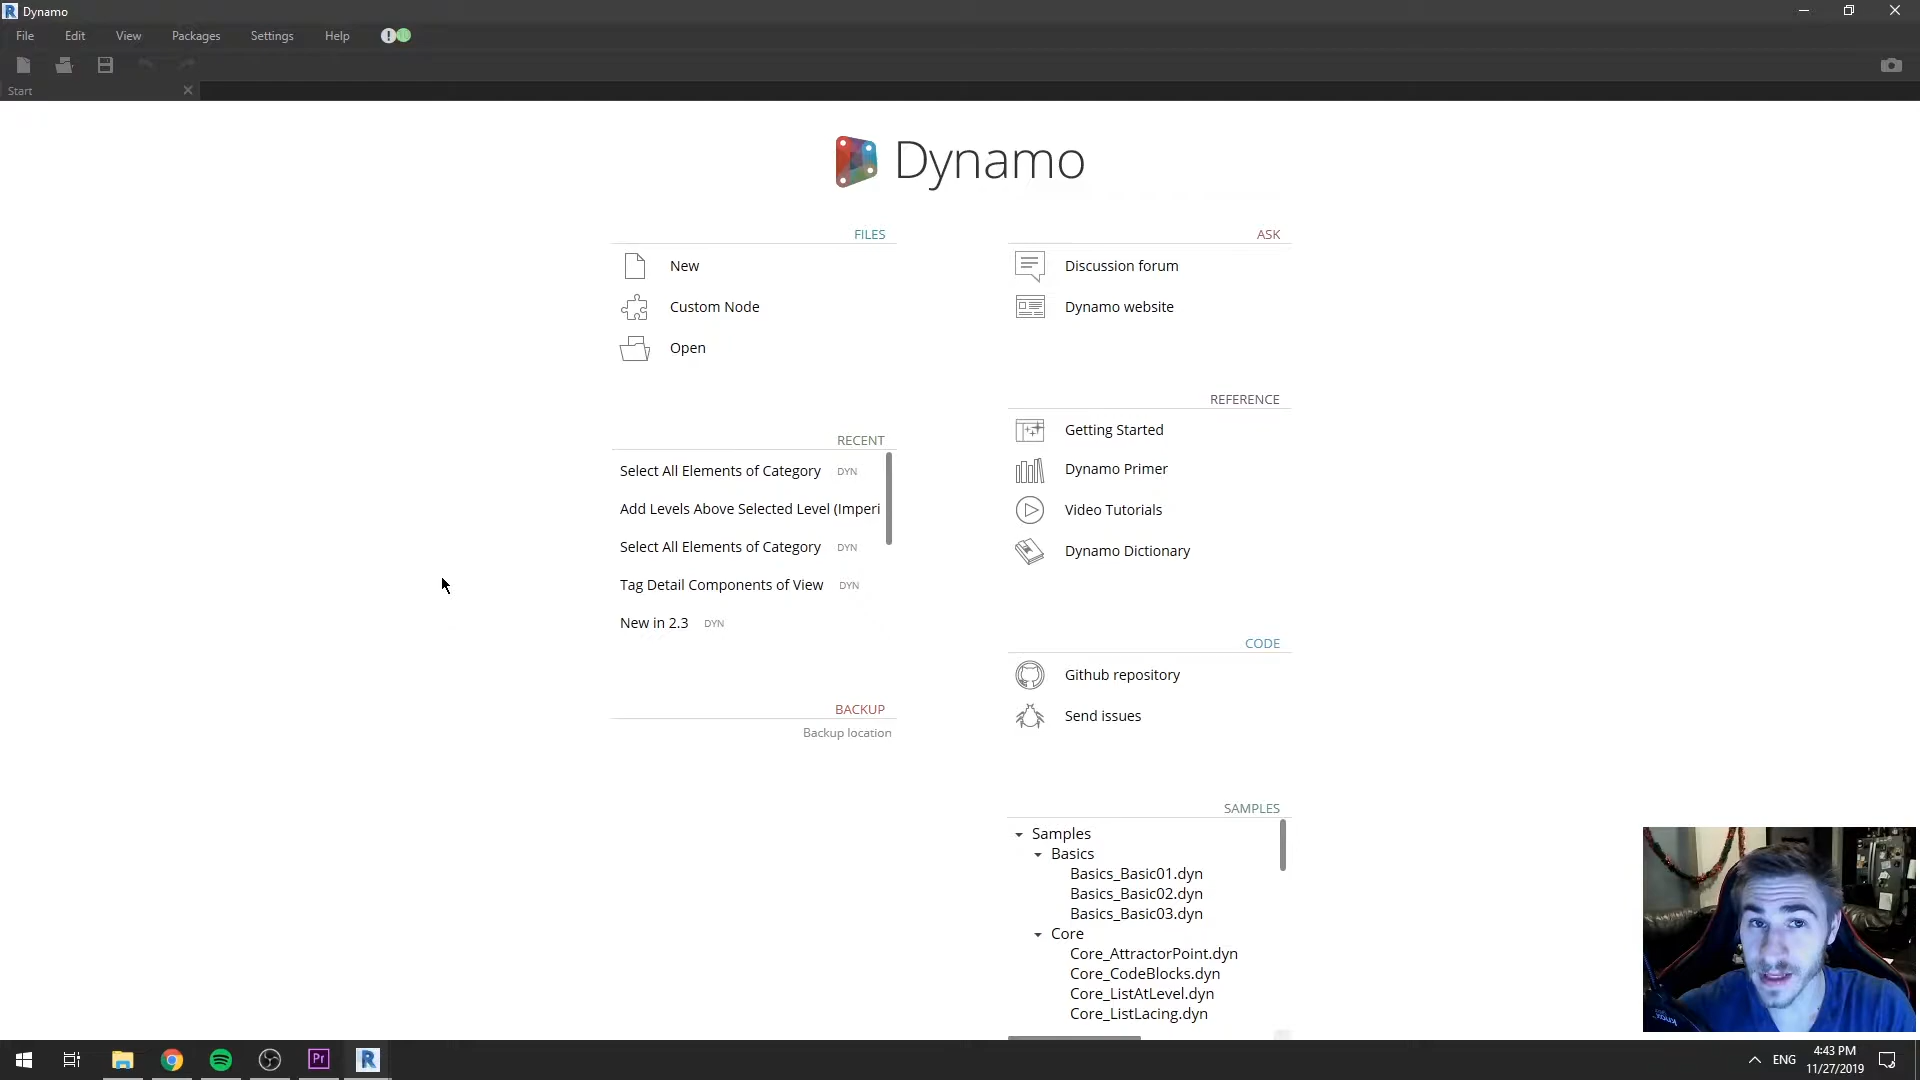 Dynamo
File Edit View Packages Settings Help
Start
Dynamo
FILES
New
Custom Node
Open
RECENT
Select All Elements of Category DYN
Add Levels Above Selected Level (Imperi
Select All Elements of Category DYN
Tag Detail Components of View DYN
New in 2.3 DYN
BACKUP
Backup location
ASK
Discussion forum
Dynamo website
REFERENCE
Getting Started
Dynamo Primer
Video Tutorials
Dynamo Dictionary
CODE
Github repository
Send issues
SAMPLES
Samples
Basics
Basics_Basic01.dyn
Basics_Basic02.dyn
Basics_Basic03.dyn
Core
Core_AttractorPoint.dyn
Core_CodeBlocks.dyn
Core_ListAtLevel.dyn
Core_ListLacing.dyn
Pr
R
ENG
4:43 PM
11/27/2019